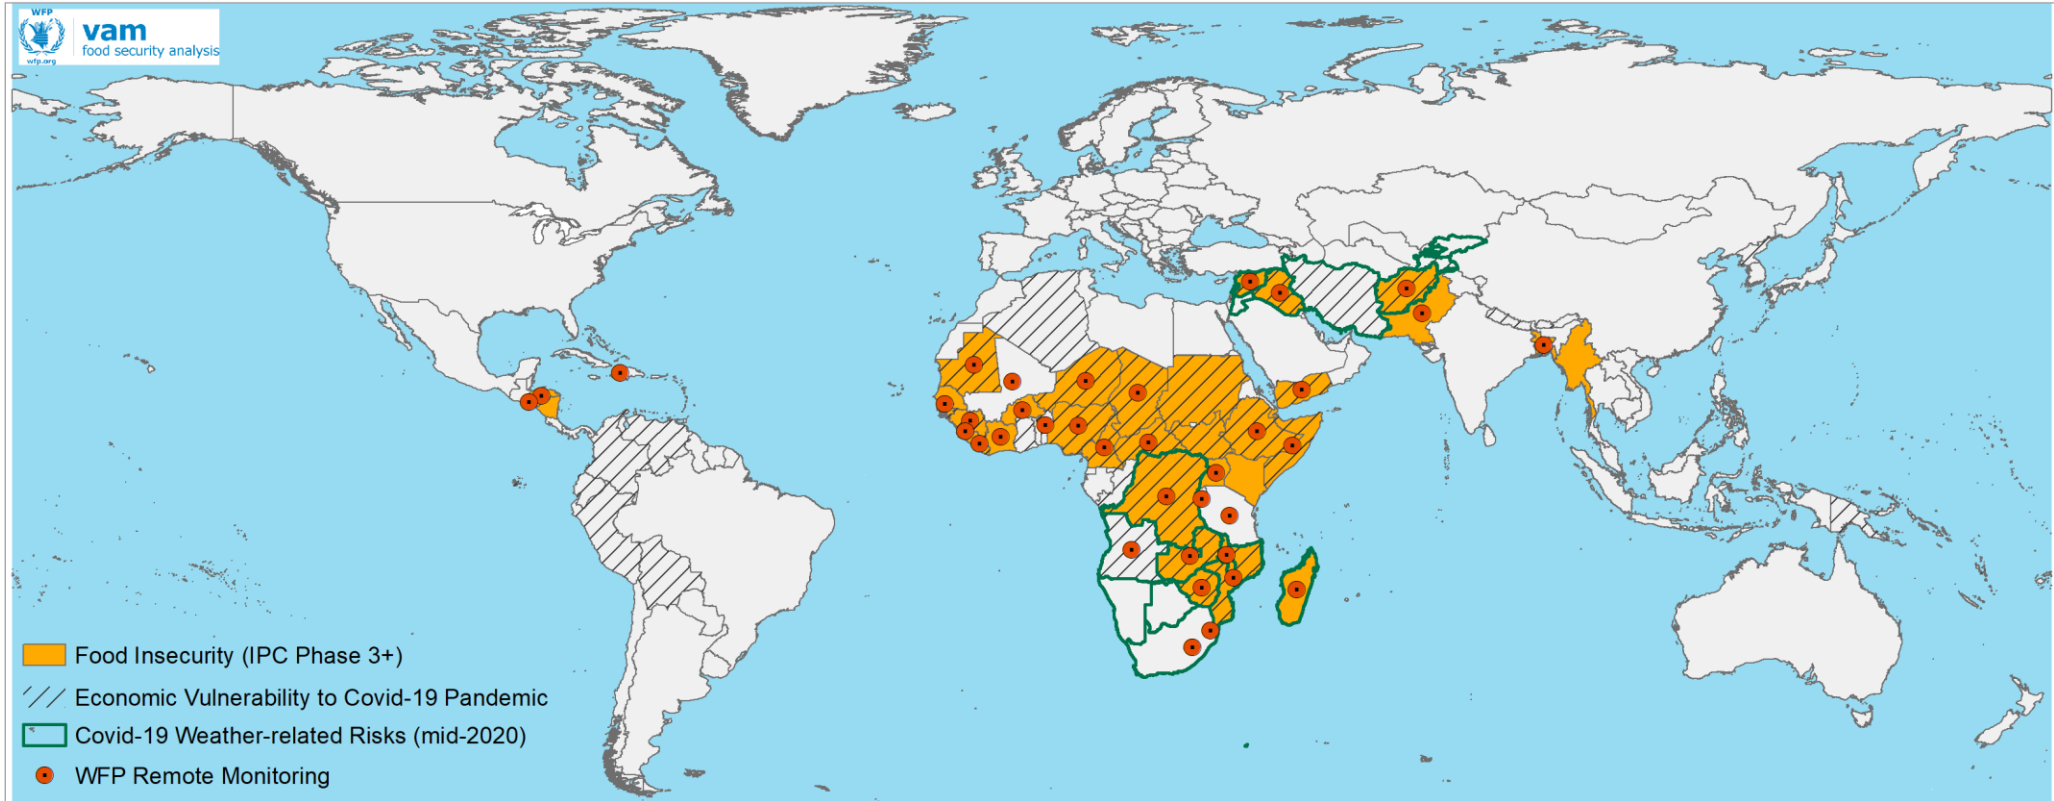 WFP
wfp.org
vam
food security analysis
Food Insecurity (IPC Phase 3+)
Economic Vulnerability to Covid-19 Pandemic
Covid-19 Weather-related Risks (mid-2020)
WFP Remote Monitoring